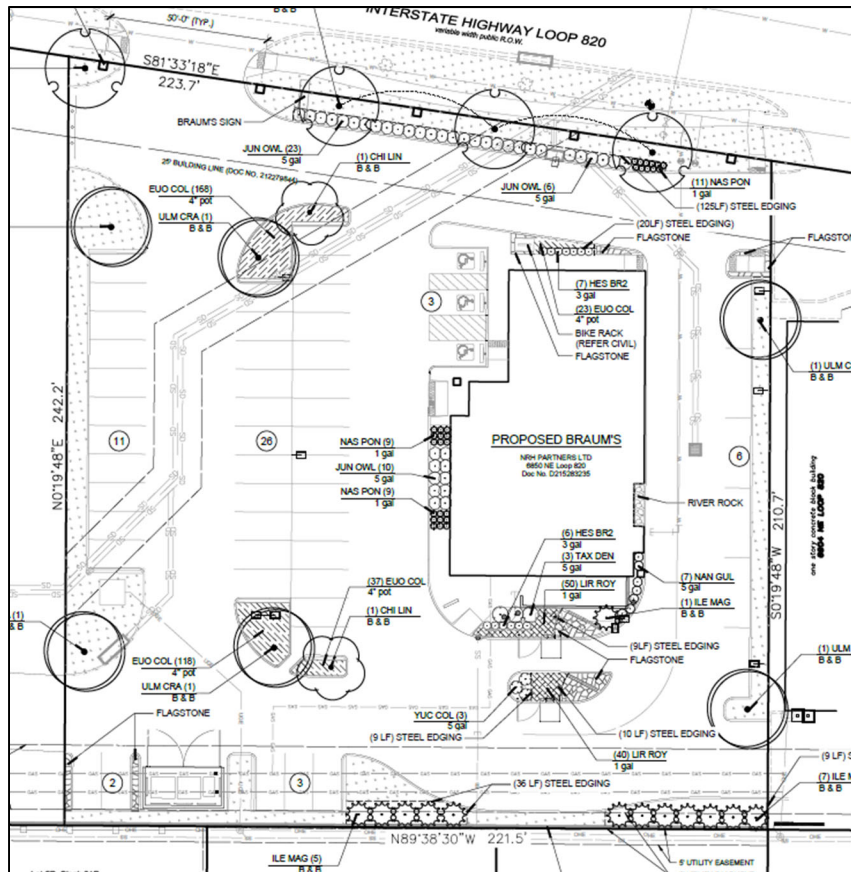 B & B
50'-0" (TYP.)
INTERSTATE HIGHWAY LOOP 820
variable width public R.O.W.
S81°33'18"E
223.7'
BRAUM'S SIGN
JUN OWL (23)
5 gal
25' BUILDING LINE (DOC NO. 212279844)
(1) CHI LIN
B & B
EUO COL (168)
4" pot
ULM CRA (1)
B & B
JUN OWL (6)
5 gal
(11) NAS PON
1 gal
(125LF) STEEL EDGING
(20LF) STEEL EDGING)
FLAGSTONE
FLAGSTON
3
(7) HES BR2
3 gal
(23) EUO COL
4" pot
BIKE RACK
(REFER CIVIL)
FLAGSTONE
(1) ULM C
B & B
N0°19'48"E 242.2'
11
26
NAS PON (9)
1 gal
JUN OWL (10)
5 gal
NAS PON (9)
1 gal
PROPOSED BRAUM'S
NRH PARTNERS LTD
6850 NE Loop 820
Doc No. D215283235
6
RIVER ROCK
S0°19'48"W 210.7'
one story concrete block building
6904 NE LOOP 820
(6) HES BR2
3 gal
(3) TAX DEN
5 gal
(50) LIR ROY
1 gal
(7) NAN GUL
5 gal
(1) ILE MAG
B & B
(37) EUO COL
4" pot
(1) CHI LIN
B & B
(1)
& B
EUO COL (118)
4" pot
ULM CRA (1)
B & B
(9LF) STEEL EDGING
FLAGSTONE
(1) ULM
B & B
FLAGSTONE
YUC COL (3)
5 gal
(9 LF) STEEL EDGING
(10 LF) STEEL EDGING
(40) LIR ROY
1 gal
2
3
(36 LF) STEEL EDGING
(9 LF) S
(7) ILE M
B & B
N89°38'30"W 221.5'
ILE MAG (5)
B & B
5' UTILITY EASEMENT